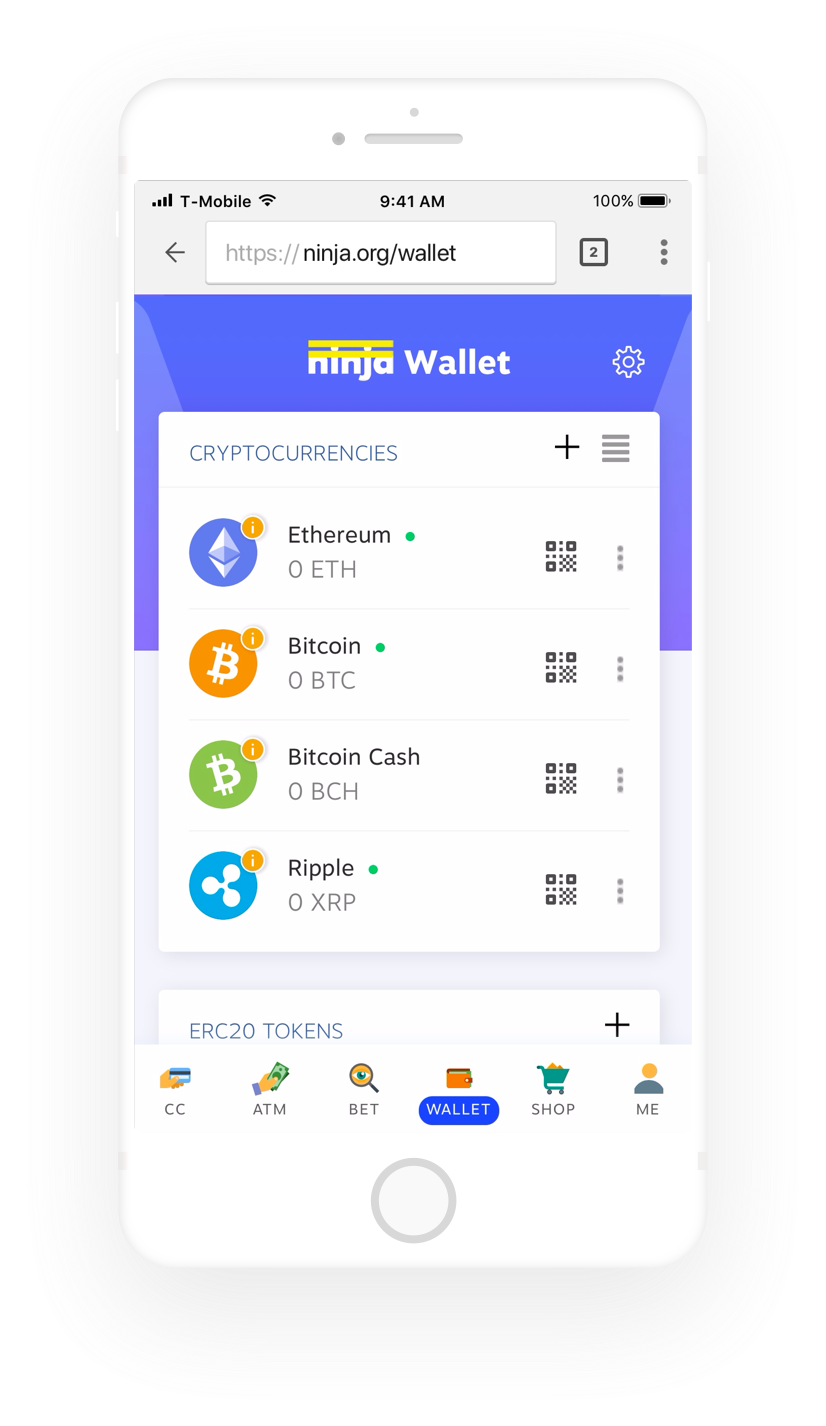 T-Mobile 9:41 AM 100%
https:// ninja.org/wallet 2
ninja Wallet
CRYPTOCURRENCIES
i
Ethereum
0 ETH
i
Bitcoin
0 BTC
i
Bitcoin Cash
0 BCH
i
Ripple
0 XRP
ERC20 TOKENS
CC ATM BET WALLET SHOP ME